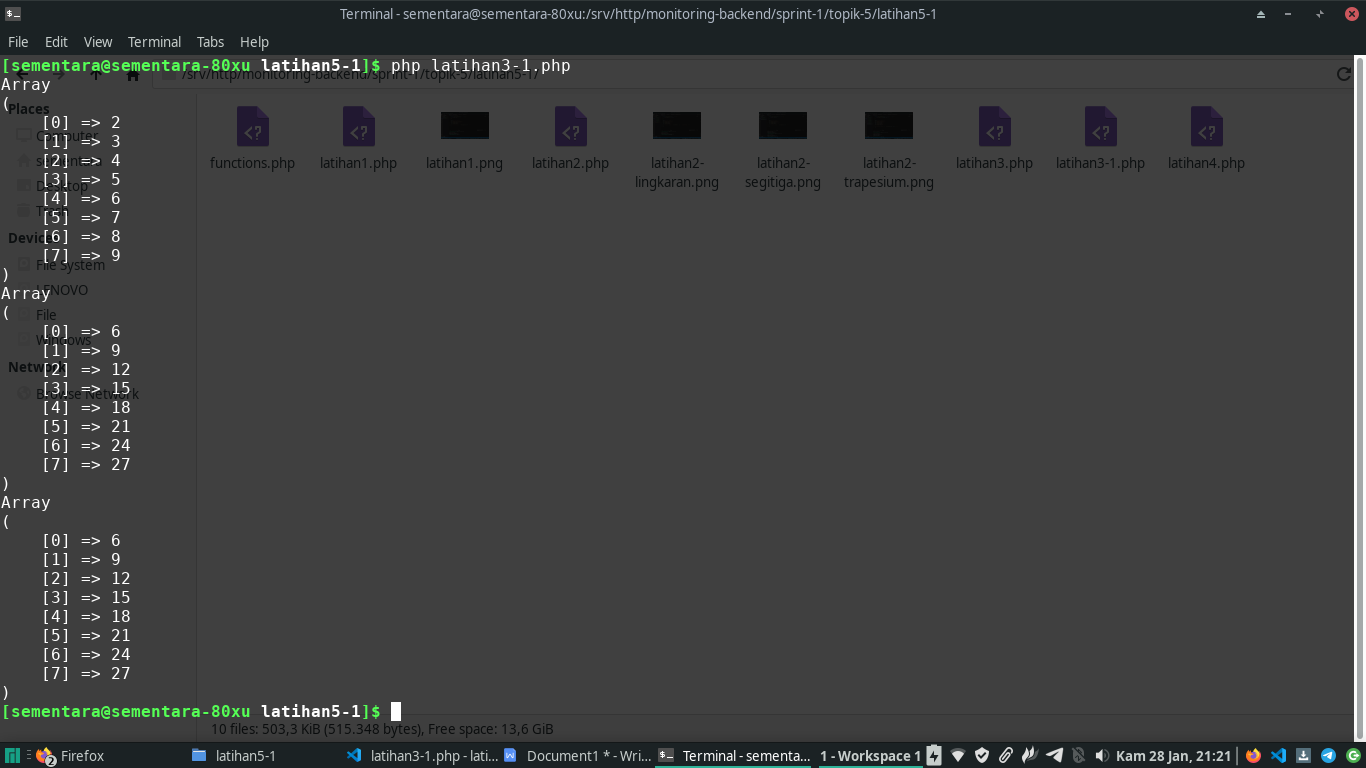 Terminal - sementara@sementara-80xu:/srv/http/monitoring-backend/sprint-1/topik-5/latihan5-1
File Edit View Terminal Tabs Help
[sementara@sementara-80xu latihan5-1]$ php latihan3-1.php
/srv/http/monitoring-backend/sprint-1/topik-5/latihan5-1/
Array
(
[0] => 2
[1] => 3
[2] => 4
[3] => 5
[4] => 6
[5] => 7
[6] => 8
[7] => 9
)
Array
(
[0] => 6
[1] => 9
[2] => 12
[3] => 15
[4] => 18
[5] => 21
[6] => 24
[7] => 27
)
Array
(
[0] => 6
[1] => 9
[2] => 12
[3] => 15
[4] => 18
[5] => 21
[6] => 24
[7] => 27
)
[sementara@sementara-80xu latihan5-1]$
Places
Computer
Desktop
Trash
Devices
File System
LENOVO
File
Windows
Network
Browse Network
functions.php
latihan1.php
latihan1.png
latihan2.php
latihan2-
lingkaran.png
latihan2-
segitiga.png
latihan2-
trapesium.png
latihan3.php
latihan3-1.php
latihan4.php
10 files: 503,3 KiB (515.348 bytes), Free space: 13,6 GiB
2 Firefox
latihan5-1
latihan3-1.php - lati...
Document1 * - Wri...
Terminal - sementa...
1 - Workspace 1
Kam 28 Jan, 21:21